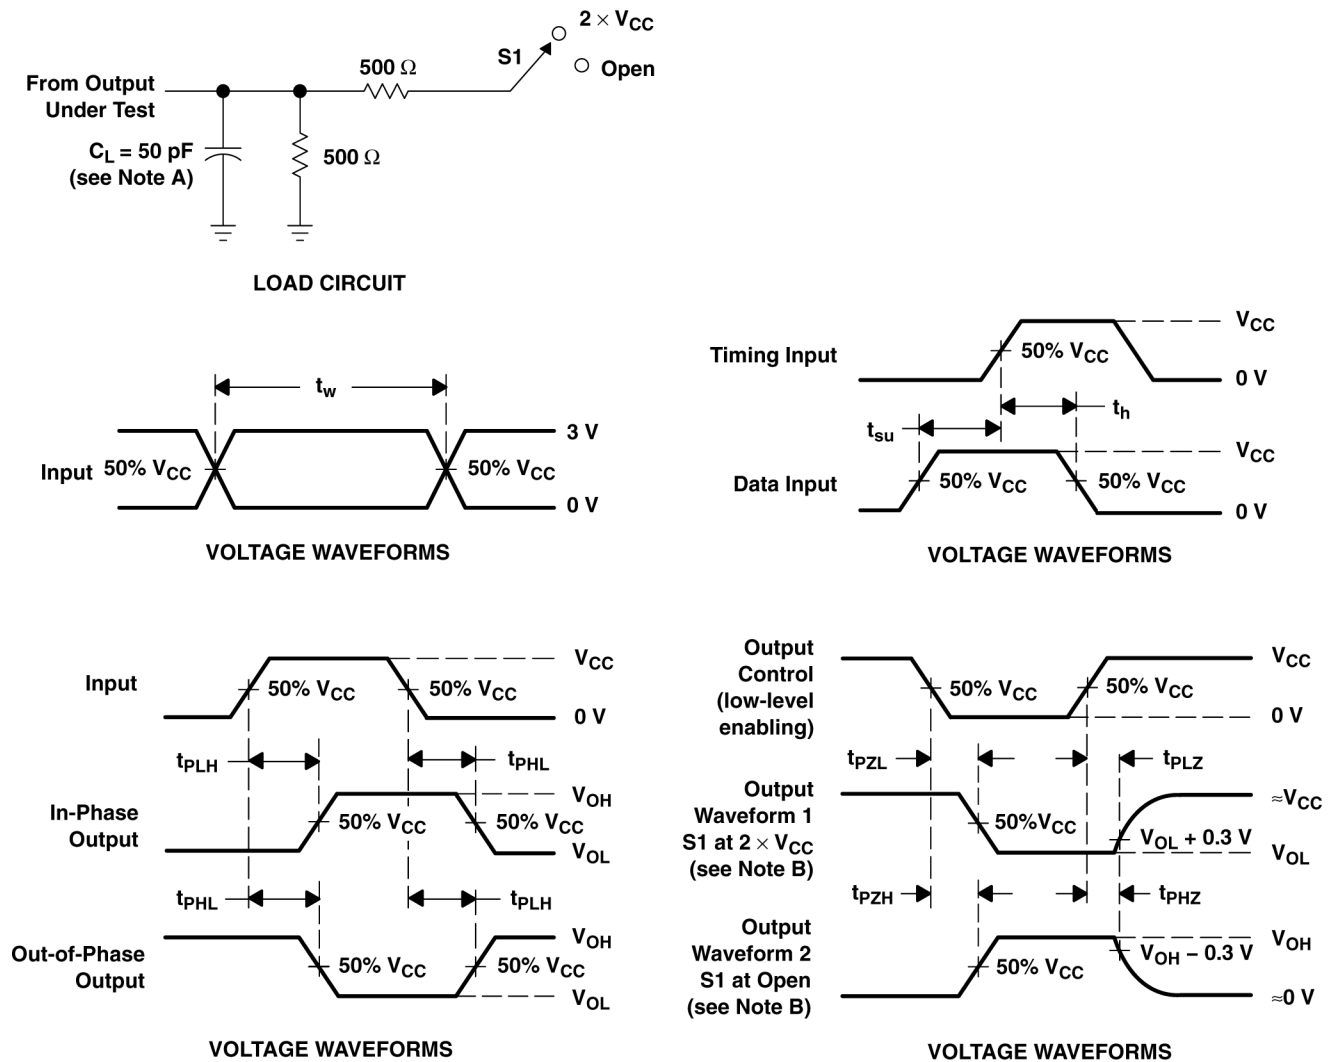 2 × VCC
S1
Open
500 Ω
From Output
Under Test
CL = 50 pF
(see Note A)
500 Ω
LOAD CIRCUIT
tw
3 V
Input
50% VCC
50% VCC
0 V
VOLTAGE WAVEFORMS
VCC
Timing Input
50% VCC
0 V
th
tsu
VCC
Data Input
50% VCC
50% VCC
0 V
VOLTAGE WAVEFORMS
VCC
Input
50% VCC
50% VCC
0 V
tPLH
tPHL
VOH
In-Phase
Output
50% VCC
50% VCC
VOL
tPHL
tPLH
VOH
Out-of-Phase
Output
50% VCC
50% VCC
VOL
VOLTAGE WAVEFORMS
Output
Control
(low-level
enabling)
VCC
50% VCC
50% VCC
0 V
tPZL
tPLZ
Output
Waveform 1
S1 at 2 × VCC
(see Note B)
≈VCC
50%VCC
VOL + 0.3 V
VOL
tPZH
tPHZ
Output
Waveform 2
S1 at Open
(see Note B)
VOH
50% VCC
VOH − 0.3 V
≈0 V
VOLTAGE WAVEFORMS